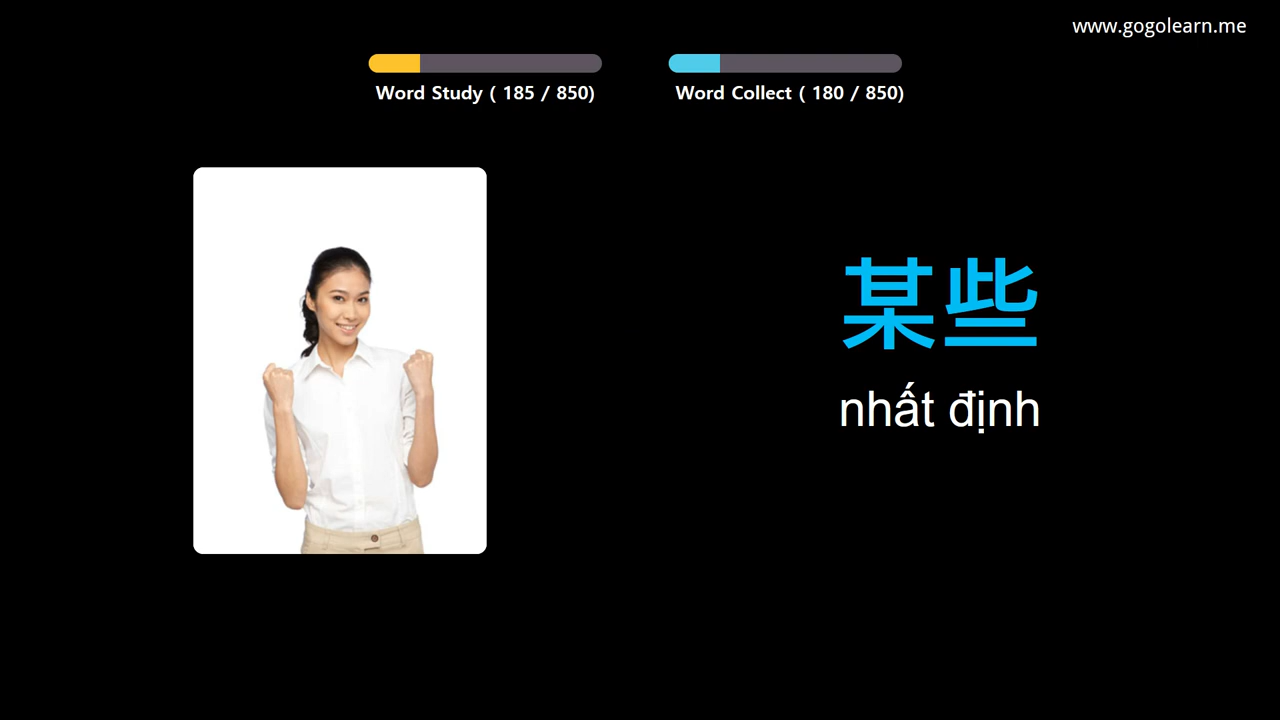 www.gogolearn.me
Word Study ( 185 / 850)
Word Collect ( 180 / 850)
某些
nhất định